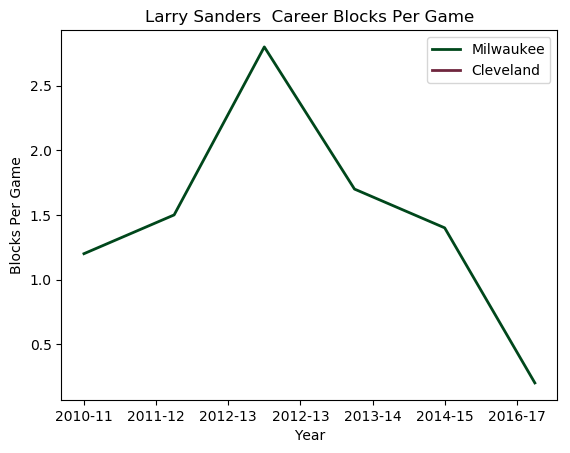 Larry Sanders  Career Blocks Per Game
Milwaukee
Cleveland
Blocks Per Game
2.5
2.0
1.5
1.0
0.5
2010-11 2011-12 2012-13 2012-13 2013-14 2014-15 2016-17
Year